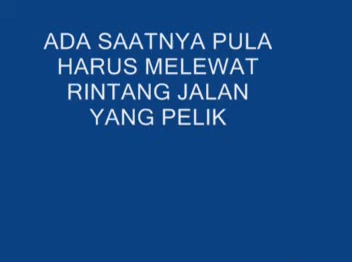 ADA SAATNYA PULA
HARUS MELEWAT
RINTANG JALAN
YANG PELIK